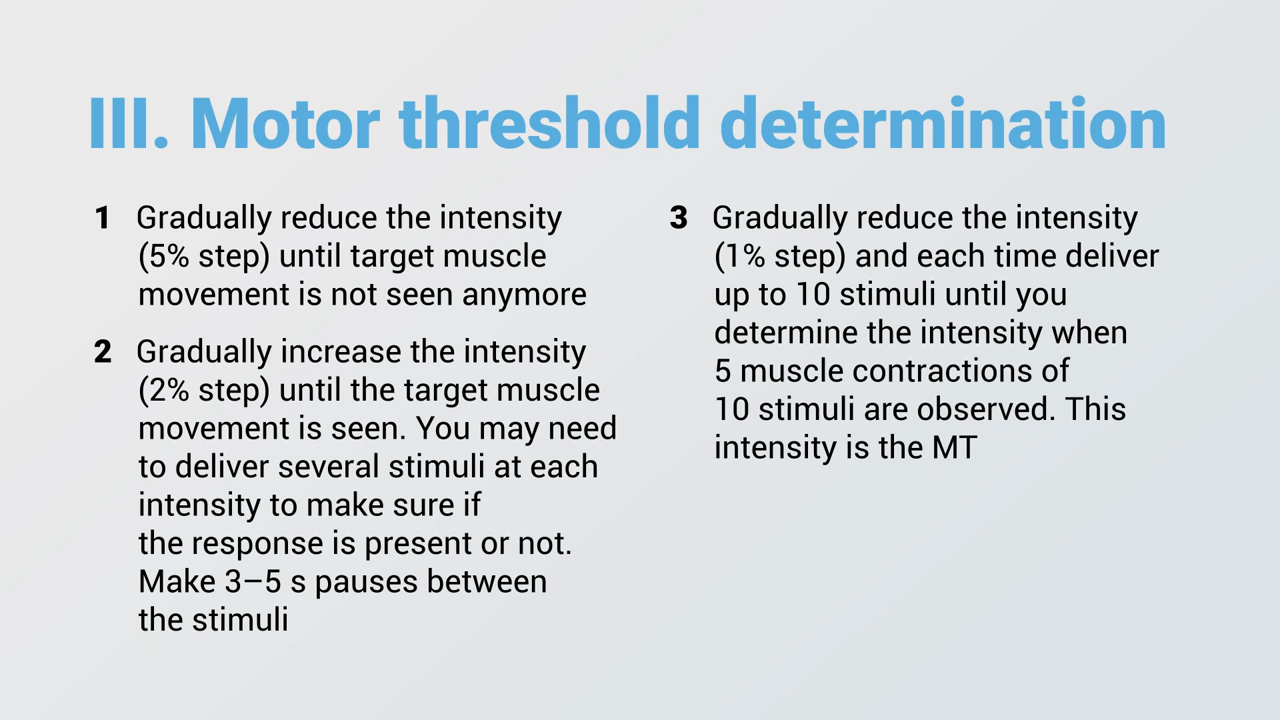 III. Motor threshold determination
1 Gradually reduce the intensity
(5% step) until target muscle
movement is not seen anymore
2 Gradually increase the intensity
(2% step) until the target muscle
movement is seen. You may need
to deliver several stimuli at each
intensity to make sure if
the response is present or not.
Make 3–5 s pauses between
the stimuli
3 Gradually reduce the intensity
(1% step) and each time deliver
up to 10 stimuli until you
determine the intensity when
5 muscle contractions of
10 stimuli are observed. This
intensity is the MT